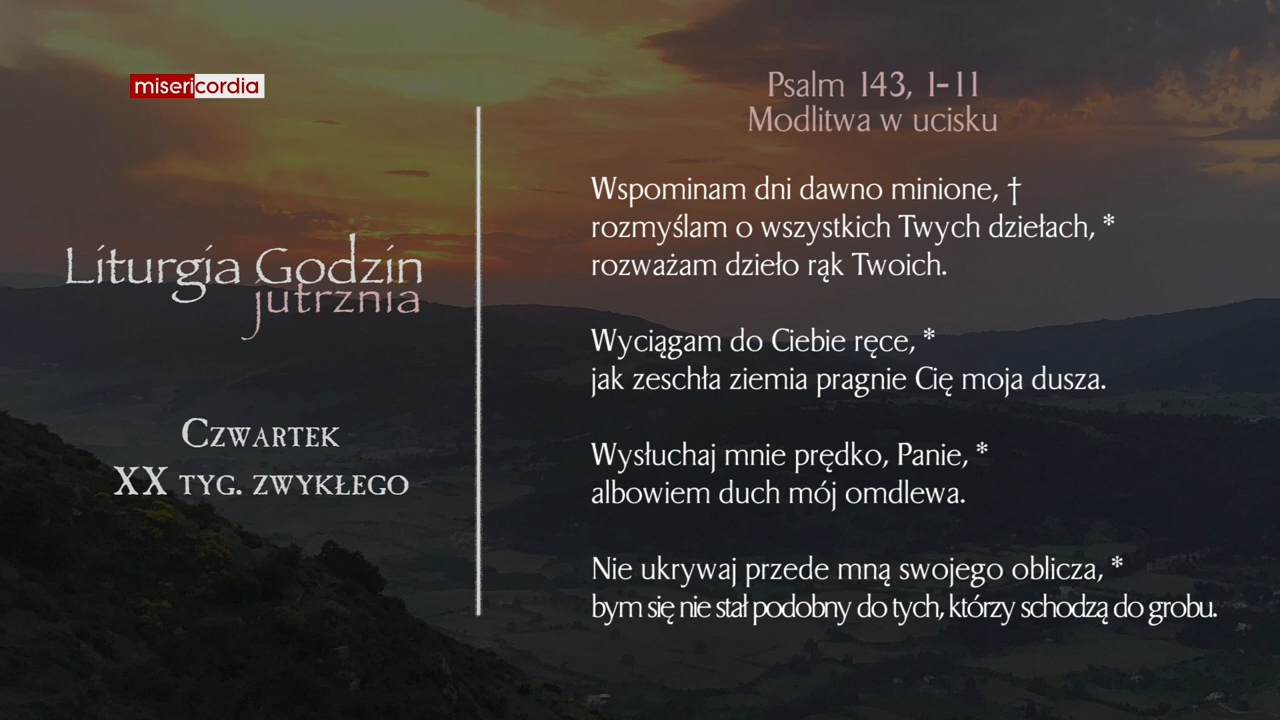 misericordia
Liturgia Godzin
jutrznia
Czwartek
XX tyg. zwykłego
Psalm 143, 1-11
Modlitwa w ucisku
Wspominam dni dawno minione, †
rozmyślam o wszystkich Twych dziełach, *
rozważam dzieło rąk Twoich.
Wyciągam do Ciebie ręce, *
jak zeschła ziemia pragnie Cię moja dusza.
Wysłuchaj mnie prędko, Panie, *
albowiem duch mój omdlewa.
Nie ukrywaj przede mną swojego oblicza, *
bym się nie stał podobny do tych, którzy schodzą do grobu.